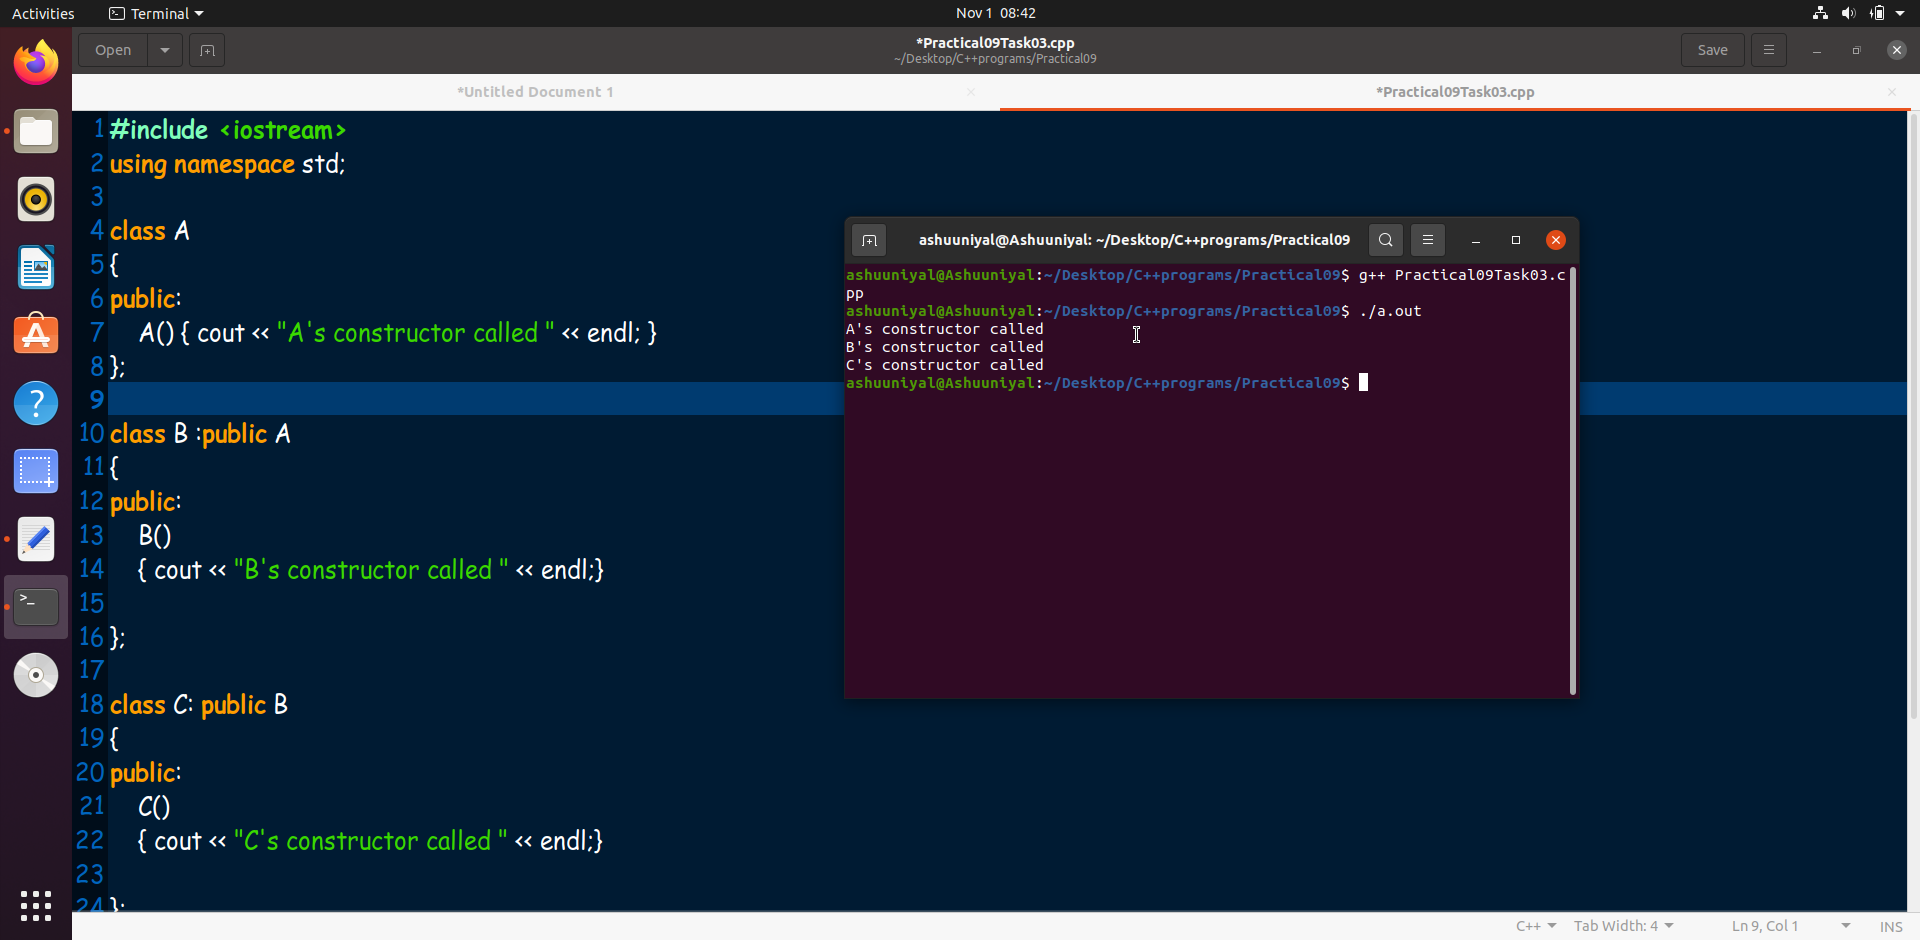 Activities
Terminal
Nov 1 08:42
Open
*Practical09Task03.cpp
~/Desktop/C++programs/Practical09
Save
*Untitled Document 1
*Practical09Task03.cpp
1 #include <iostream>
2 using namespace std;
3
4 class A
5 {
6 public:
7 A() { cout << "A's constructor called " << endl; }
8 };
9
10 class B :public A
11 {
12 public:
13 B()
14 { cout << "B's constructor called " << endl;}
15
16 };
17
18 class C: public B
19 {
20 public:
21 C()
22 { cout << "C's constructor called " << endl;}
23
24 };
ashuuniyal@Ashuuniyal: ~/Desktop/C++programs/Practical09
ashuuniyal@Ashuuniyal:~/Desktop/C++programs/Practical09$ g++ Practical09Task03.c
pp
ashuuniyal@Ashuuniyal:~/Desktop/C++programs/Practical09$ ./a.out
A's constructor called
B's constructor called
C's constructor called
ashuuniyal@Ashuuniyal:~/Desktop/C++programs/Practical09$
C++
Tab Width: 4
Ln 9, Col 1
INS